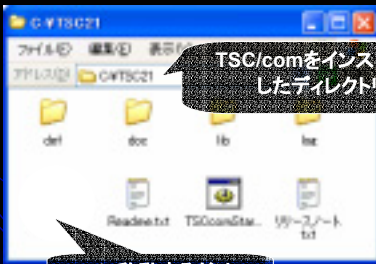 C:¥TSC21
ファイル(F) 編集(E) 表示
アドレス(D) C:¥TSC21
TSC/comをインス
したディレクト
def doc lib
Readme.txt TSCcomStar... リリースノート
txt